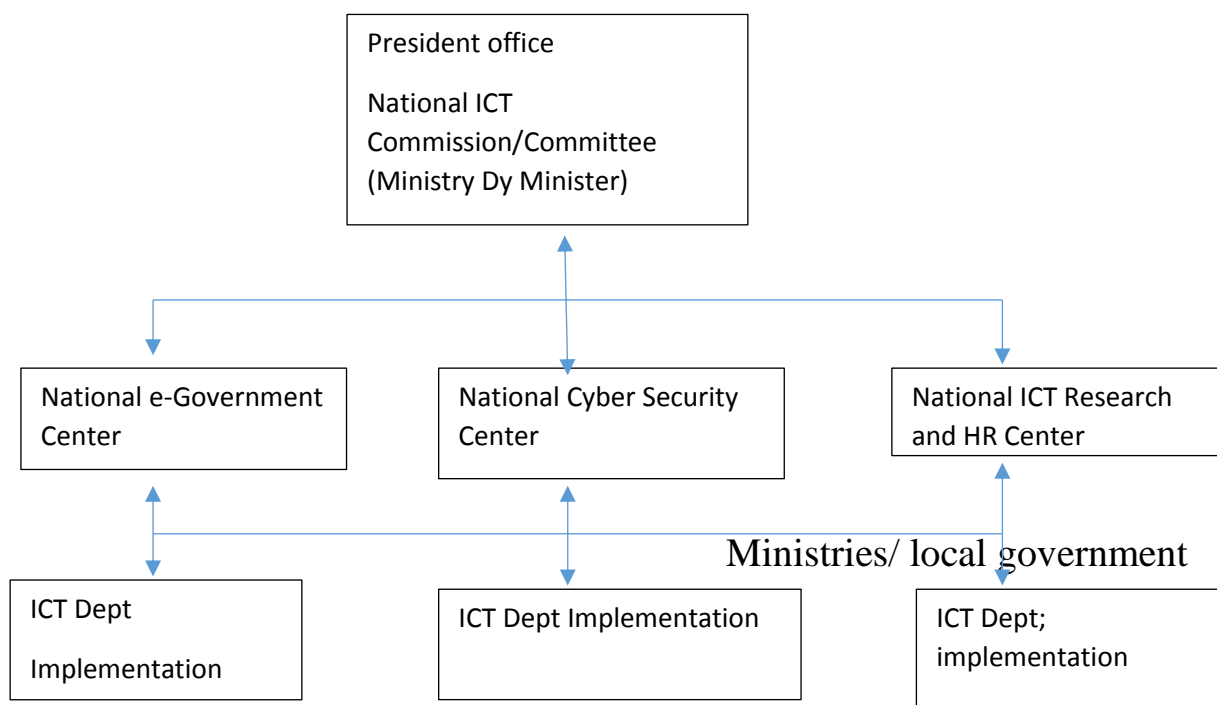 President office
National ICT
Commission/Committee
(Ministry Dy Minister)
National e-Government
Center
National Cyber Security
Center
National ICT Research
and HR Center
Ministries/ local government
ICT Dept
Implementation
ICT Dept Implementation
ICT Dept;
implementation